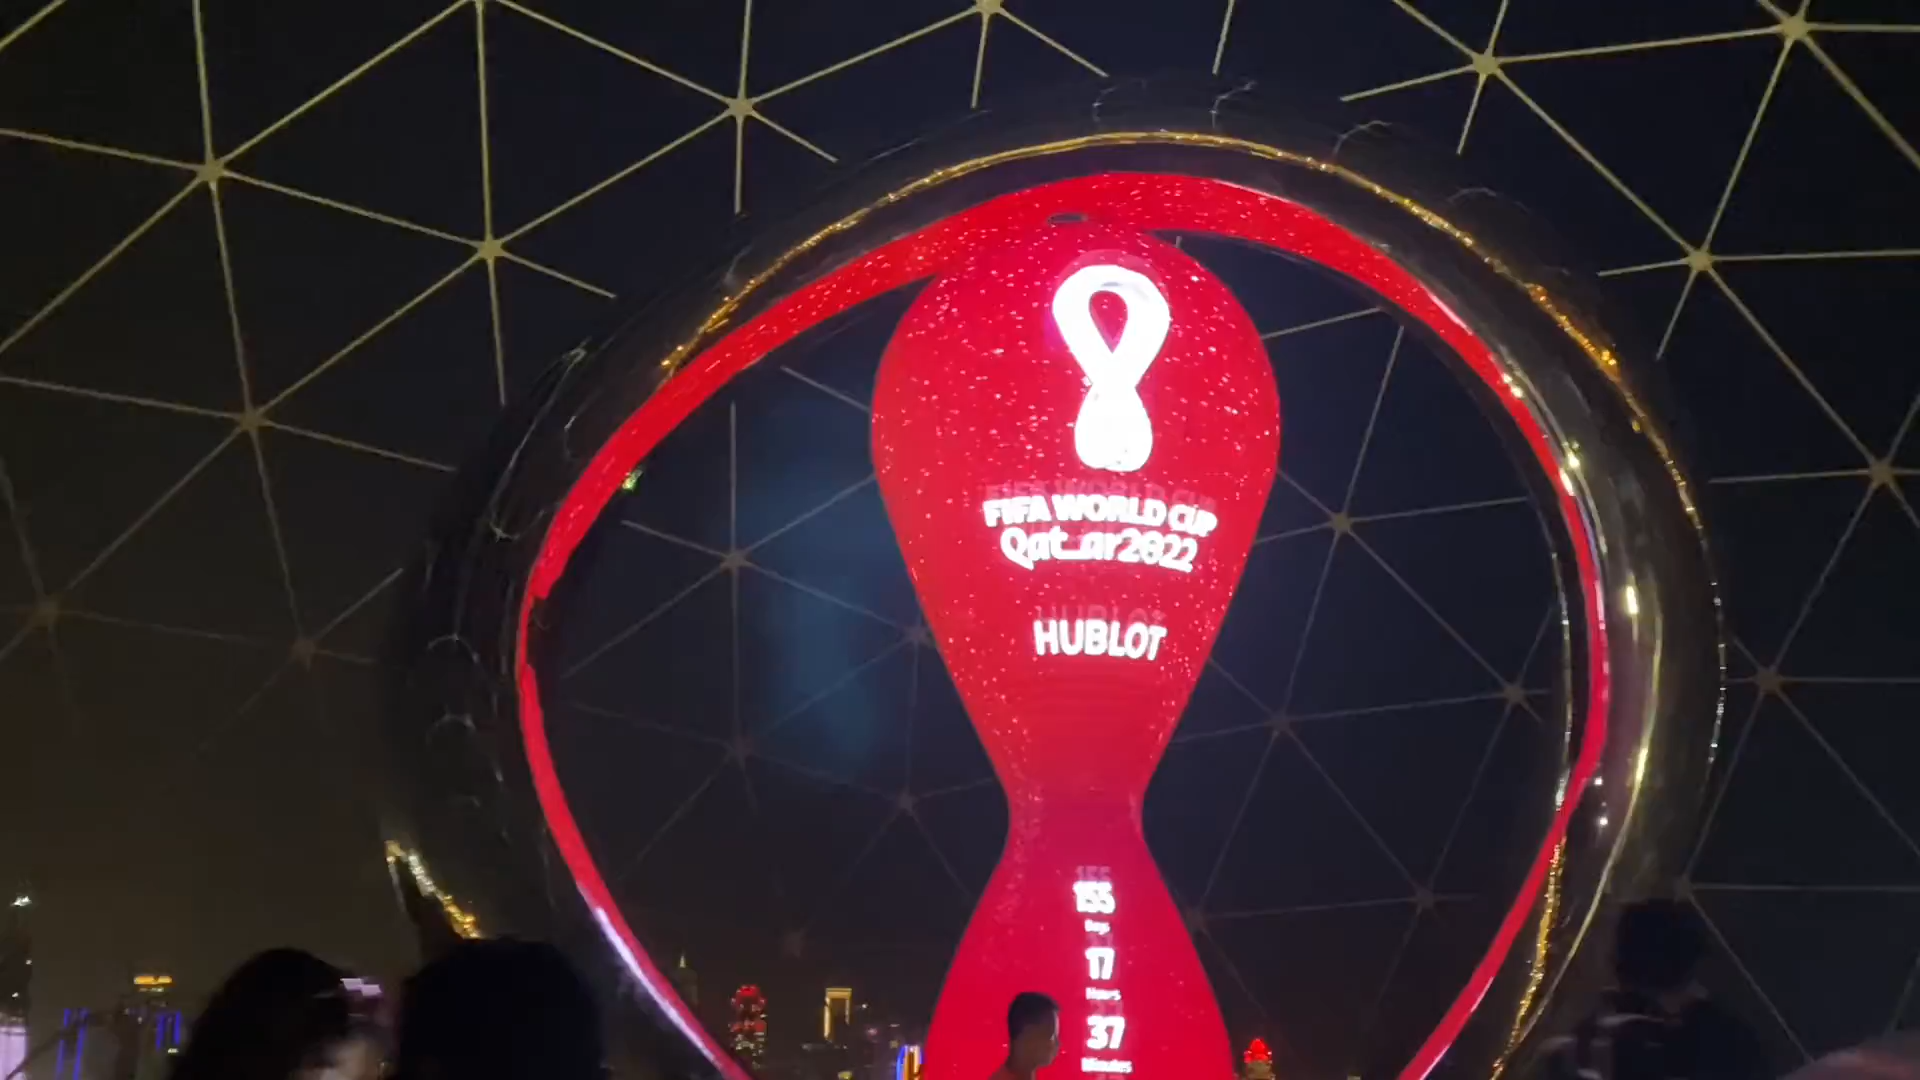 FIFA WORLD CUP
Qatar2022
HUBLOT
155
Days
17
Hours
37
Minutes